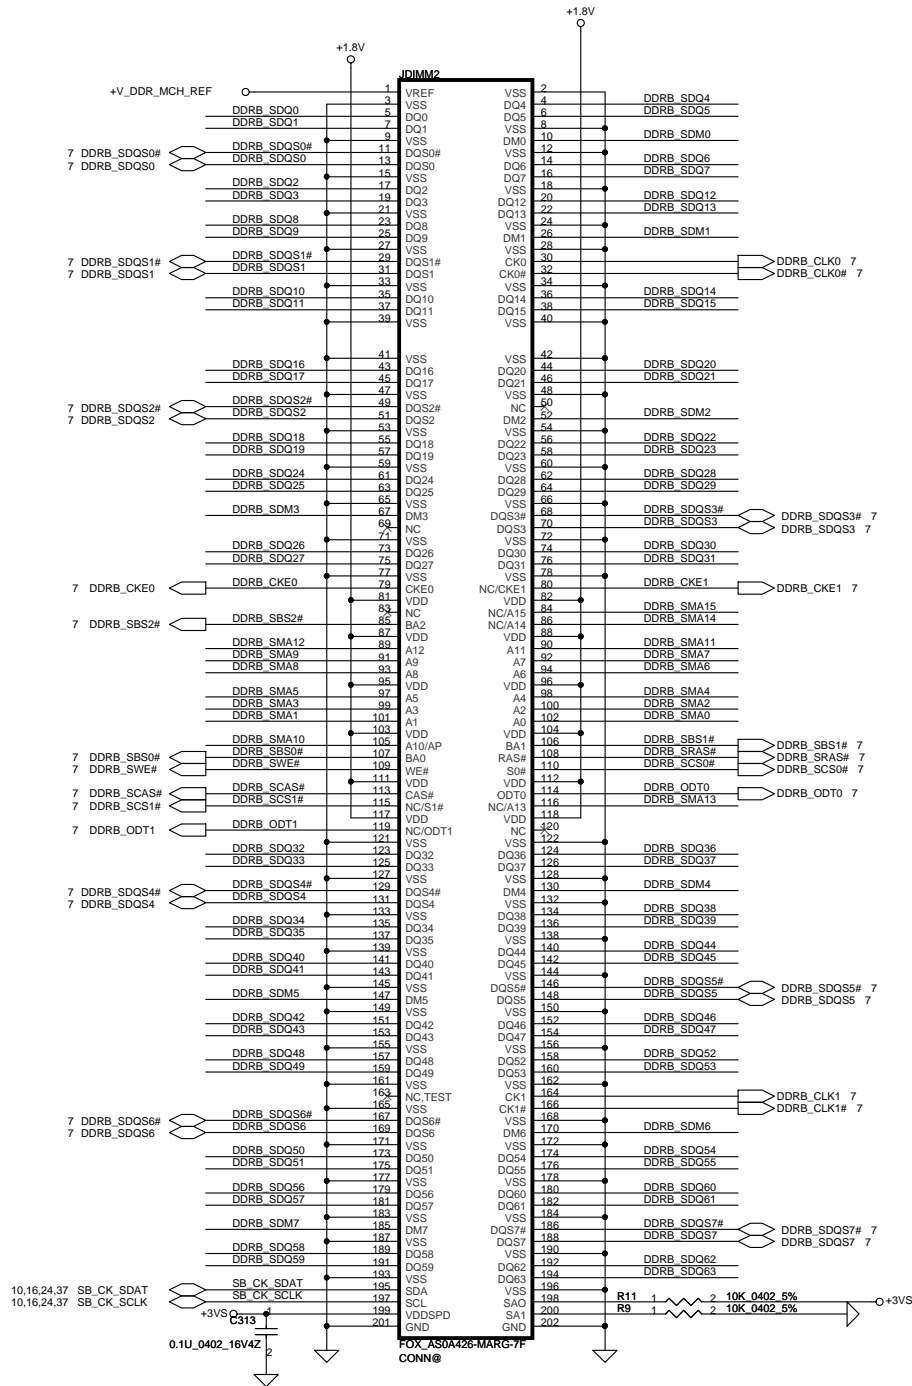 +1.8V
+1.8V
JDIMM2
+V_DDR_MCH_REF 1 VREF VSS 2
3 VSS DQ4 4 DDRB_SDQ4
DDRB_SDQ0 5 DQ0 DQ5 6 DDRB_SDQ5
DDRB_SDQ1 7 DQ1 VSS 8
9 VSS DM0 10 DDRB_SDM0
7 DDRB_SDQS0# DDRB_SDQS0# 11 DQS0# VSS 12
7 DDRB_SDQS0 DDRB_SDQS0 13 DQS0 DQ6 14 DDRB_SDQ6
15 VSS DQ7 16 DDRB_SDQ7
DDRB_SDQ2 17 DQ2 VSS 18
DDRB_SDQ3 19 DQ3 DQ12 20 DDRB_SDQ12
21 VSS DQ13 22 DDRB_SDQ13
DDRB_SDQ8 23 DQ8 VSS 24
DDRB_SDQ9 25 DQ9 DM1 26 DDRB_SDM1
27 VSS VSS 28
7 DDRB_SDQS1# DDRB_SDQS1# 29 DQS1# CK0 30 DDRB_CLK0 7
7 DDRB_SDQS1 DDRB_SDQS1 31 DQS1 CK0# 32 DDRB_CLK0# 7
33 VSS VSS 34
DDRB_SDQ10 35 DQ10 DQ14 36 DDRB_SDQ14
DDRB_SDQ11 37 DQ11 DQ15 38 DDRB_SDQ15
39 VSS VSS 40
41 VSS VSS 42
DDRB_SDQ16 43 DQ16 DQ20 44 DDRB_SDQ20
DDRB_SDQ17 45 DQ17 DQ21 46 DDRB_SDQ21
47 VSS VSS 48
7 DDRB_SDQS2# DDRB_SDQS2# 49 DQS2# NC 50
7 DDRB_SDQS2 DDRB_SDQS2 51 DQS2 DM2 52 DDRB_SDM2
53 VSS VSS 54
DDRB_SDQ18 55 DQ18 DQ22 56 DDRB_SDQ22
DDRB_SDQ19 57 DQ19 DQ23 58 DDRB_SDQ23
59 VSS VSS 60
DDRB_SDQ24 61 DQ24 DQ28 62 DDRB_SDQ28
DDRB_SDQ25 63 DQ25 DQ29 64 DDRB_SDQ29
65 VSS VSS 66
DDRB_SDM3 67 DM3 DQS3# 68 DDRB_SDQS3# DDRB_SDQS3# 7
69 NC DQS3 70 DDRB_SDQS3 DDRB_SDQS3 7
71 VSS VSS 72
DDRB_SDQ26 73 DQ26 DQ30 74 DDRB_SDQ30
DDRB_SDQ27 75 DQ27 DQ31 76 DDRB_SDQ31
77 VSS VSS 78
7 DDRB_CKE0 DDRB_CKE0 79 CKE0 NC/CKE1 80 DDRB_CKE1 DDRB_CKE1 7
81 VDD VDD 82
83 NC NC/A15 84 DDRB_SMA15
7 DDRB_SBS2# DDRB_SBS2# 85 BA2 NC/A14 86 DDRB_SMA14
87 VDD VDD 88
DDRB_SMA12 89 A12 A11 90 DDRB_SMA11
DDRB_SMA9 91 A9 A7 92 DDRB_SMA7
DDRB_SMA8 93 A8 A6 94 DDRB_SMA6
95 VDD VDD 96
DDRB_SMA5 97 A5 A4 98 DDRB_SMA4
DDRB_SMA3 99 A3 A2 100 DDRB_SMA2
DDRB_SMA1 101 A1 A0 102 DDRB_SMA0
103 VDD VDD 104
DDRB_SMA10 105 A10/AP BA1 106 DDRB_SBS1# DDRB_SBS1# 7
7 DDRB_SBS0# DDRB_SBS0# 107 BA0 RAS# 108 DDRB_SRAS# DDRB_SRAS# 7
7 DDRB_SWE# DDRB_SWE# 109 WE# S0# 110 DDRB_SCS0# DDRB_SCS0# 7
111 VDD VDD 112
7 DDRB_SCAS# DDRB_SCAS# 113 CAS# ODT0 114 DDRB_ODT0 DDRB_ODT0 7
7 DDRB_SCS1# DDRB_SCS1# 115 NC/S1# NC/A13 116 DDRB_SMA13
117 VDD VDD 118
7 DDRB_ODT1 DDRB_ODT1 119 NC/ODT1 NC 120
121 VSS VSS 122
DDRB_SDQ32 123 DQ32 DQ36 124 DDRB_SDQ36
DDRB_SDQ33 125 DQ33 DQ37 126 DDRB_SDQ37
127 VSS VSS 128
7 DDRB_SDQS4# DDRB_SDQS4# 129 DQS4# DM4 130 DDRB_SDM4
7 DDRB_SDQS4 DDRB_SDQS4 131 DQS4 VSS 132
133 VSS DQ38 134 DDRB_SDQ38
DDRB_SDQ34 135 DQ34 DQ39 136 DDRB_SDQ39
DDRB_SDQ35 137 DQ35 VSS 138
139 VSS DQ44 140 DDRB_SDQ44
DDRB_SDQ40 141 DQ40 DQ45 142 DDRB_SDQ45
DDRB_SDQ41 143 DQ41 VSS 144
145 VSS DQS5# 146 DDRB_SDQS5# DDRB_SDQS5# 7
DDRB_SDM5 147 DM5 DQS5 148 DDRB_SDQS5 DDRB_SDQS5 7
149 VSS VSS 150
DDRB_SDQ42 151 DQ42 DQ46 152 DDRB_SDQ46
DDRB_SDQ43 153 DQ43 DQ47 154 DDRB_SDQ47
155 VSS VSS 156
DDRB_SDQ48 157 DQ48 DQ52 158 DDRB_SDQ52
DDRB_SDQ49 159 DQ49 DQ53 160 DDRB_SDQ53
161 VSS VSS 162
163 NC,TEST CK1 164 DDRB_CLK1 7
165 VSS CK1# 166 DDRB_CLK1# 7
7 DDRB_SDQS6# DDRB_SDQS6# 167 DQS6# VSS 168
7 DDRB_SDQS6 DDRB_SDQS6 169 DQS6 DM6 170 DDRB_SDM6
171 VSS VSS 172
DDRB_SDQ50 173 DQ50 DQ54 174 DDRB_SDQ54
DDRB_SDQ51 175 DQ51 DQ55 176 DDRB_SDQ55
177 VSS VSS 178
DDRB_SDQ56 179 DQ56 DQ60 180 DDRB_SDQ60
DDRB_SDQ57 181 DQ57 DQ61 182 DDRB_SDQ61
183 VSS VSS 184
DDRB_SDM7 185 DM7 DQS7# 186 DDRB_SDQS7# DDRB_SDQS7# 7
187 VSS DQS7 188 DDRB_SDQS7 DDRB_SDQS7 7
DDRB_SDQ58 189 DQ58 VSS 190
DDRB_SDQ59 191 DQ59 DQ62 192 DDRB_SDQ62
193 VSS DQ63 194 DDRB_SDQ63
10,16,24,37 SB_CK_SDAT SB_CK_SDAT 195 SDA VSS 196
10,16,24,37 SB_CK_SCLK SB_CK_SCLK 197 SCL SAO 198 R11 1 2 10K_0402_5% +3VS
+3VS 199 VDDSPD SA1 200 R9 1 2 10K_0402_5%
C313 1 201 GND GND 202
0.1U_0402_16V4Z 2
FOX_AS0A426-MARG-7F
CONN@